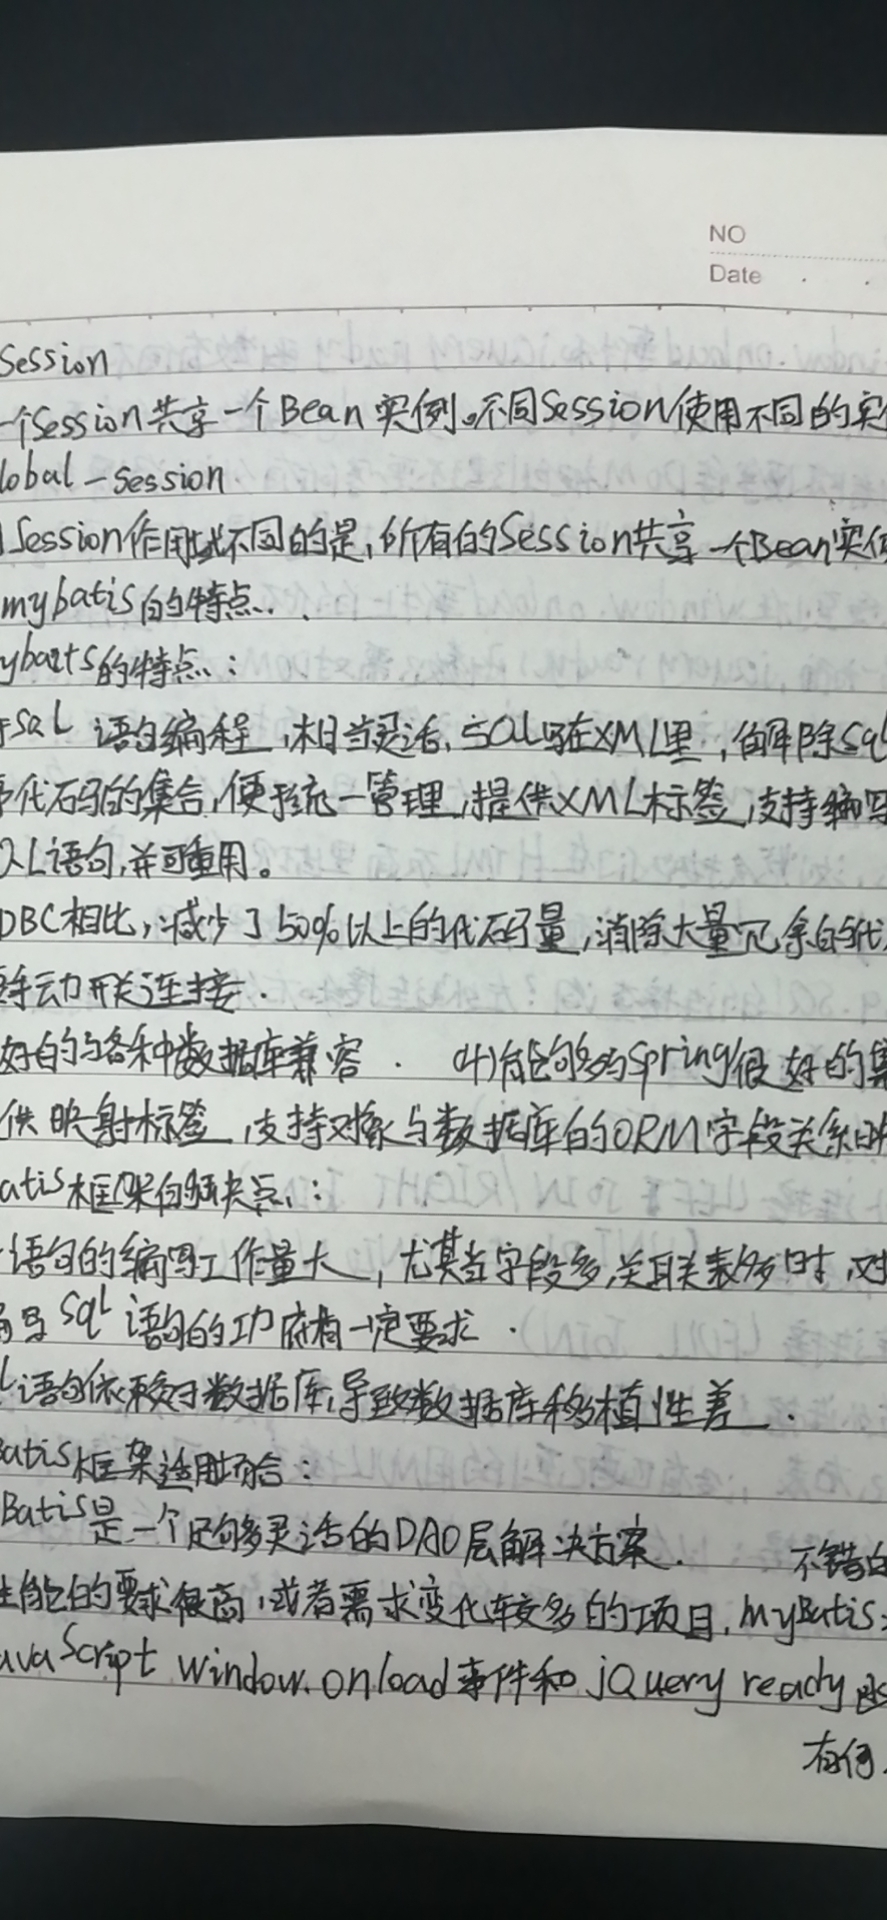 NO
Date
Session
一个Session共享一个Bean实例。不同Session使用不同的实
lobal-session
Session作用域不同的是,所有的Session共享一个Bean实例
mybatis的特点.
ybaits的特点:
于sql 语句编程,相当灵活,SQL写在XML里,解除sql
序代码的集合,便于统一管理,提供XML标签,支持编写
QL语句,并可重用。
DBC相比,减少了50%以上的代码量,消除大量冗余的代
手动开关连接.
好的与各种数据库兼容. (4)能够与Spring很好的集
供映射标签,支持对象与数据库的ORM字段关系映
atis框架的缺点:
语句的编写工作量大,尤其当字段多,关联表多时,对
编写sql语句的功底有一定要求.
L语句依赖于数据库,导致数据库移植性差.
Batis框架适用场合:
Batis是一个足够灵活的DAO层解决方案. 不错的
性能的要求很高,或者需求变化较多的项目,myBatis
avaScript window.onload事件和jQuery ready函
有何